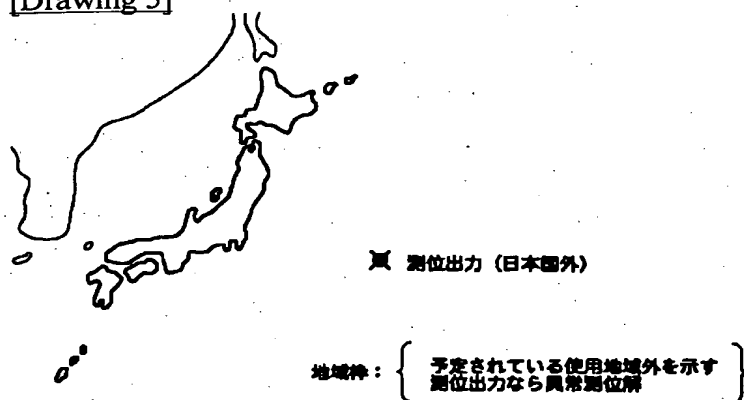 [Drawing 5]
測位出力（日本国外）
地域枠：
予定されている使用地域外を示す
測位出力なら異常測位解